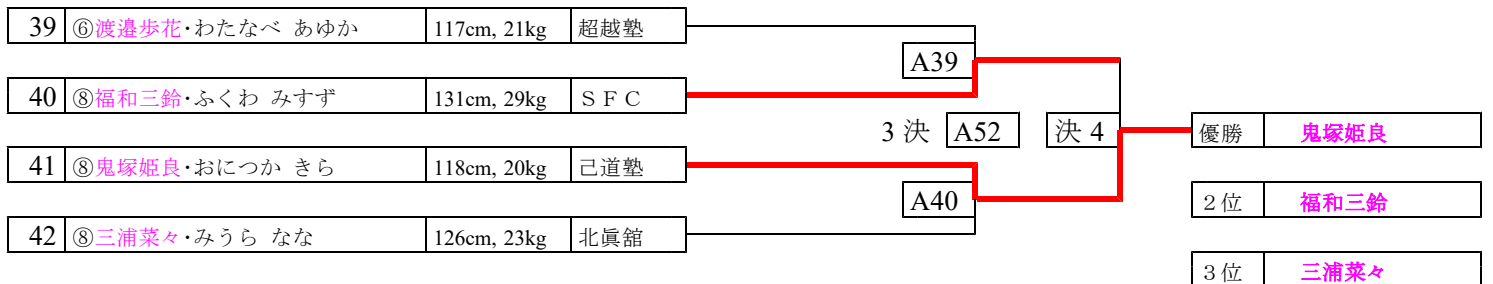 39 ⑥渡邉歩花・わたなべ あゆか 117cm, 21kg 超越塾
A39
40 ⑧福和三鈴・ふくわ みすず 131cm, 29kg ＳＦＣ
3決 A52 決4 優勝 鬼塚姫良
41 ⑧鬼塚姫良・おにつか きら 118cm, 20kg 己道塾
A40 ２位 福和三鈴
42 ⑧三浦菜々・みうら なな 126cm, 23kg 北眞舘
３位 三浦菜々